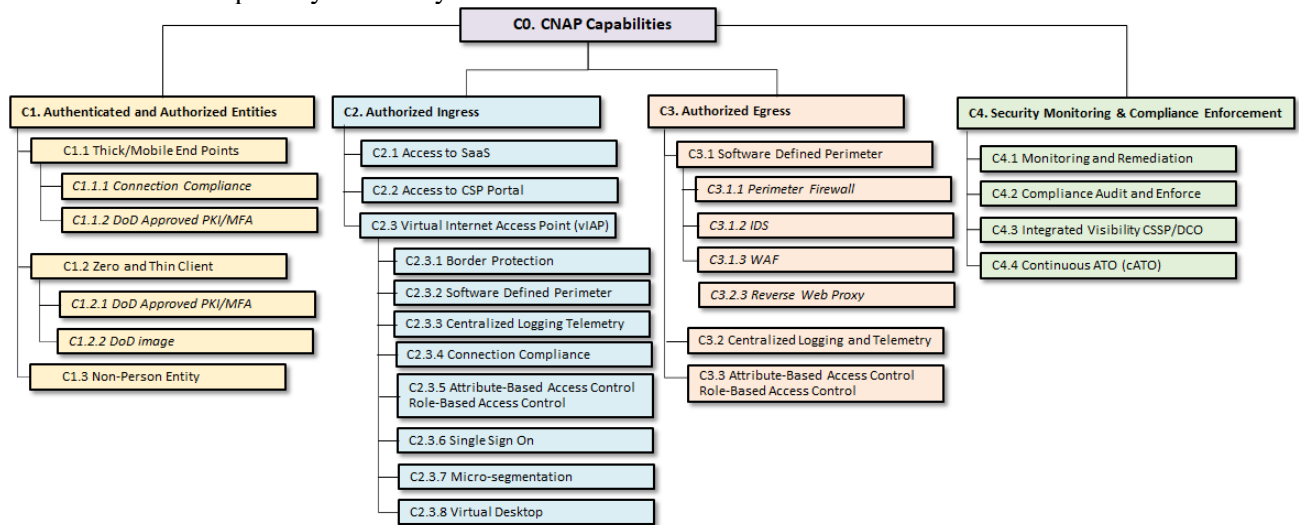 C0. CNAP Capabilities
C1. Authenticated and Authorized Entities
C1.1 Thick/Mobile End Points
C1.1.1 Connection Compliance
C1.1.2 DoD Approved PKI/MFA
C1.2 Zero and Thin Client
C1.2.1 DoD Approved PKI/MFA
C1.2.2 DoD image
C1.3 Non-Person Entity
C2. Authorized Ingress
C2.1 Access to SaaS
C2.2 Access to CSP Portal
C2.3 Virtual Internet Access Point (vIAP)
C2.3.1 Border Protection
C2.3.2 Software Defined Perimeter
C2.3.3 Centralized Logging Telemetry
C2.3.4 Connection Compliance
C2.3.5 Attribute-Based Access Control
Role-Based Access Control
C2.3.6 Single Sign On
C2.3.7 Micro-segmentation
C2.3.8 Virtual Desktop
C3. Authorized Egress
C3.1 Software Defined Perimeter
C3.1.1 Perimeter Firewall
C3.1.2 IDS
C3.1.3 WAF
C3.2.3 Reverse Web Proxy
C3.2 Centralized Logging and Telemetry
C3.3 Attribute-Based Access Control
Role-Based Access Control
C4. Security Monitoring & Compliance Enforcement
C4.1 Monitoring and Remediation
C4.2 Compliance Audit and Enforce
C4.3 Integrated Visibility CSSP/DCO
C4.4 Continuous ATO (cATO)